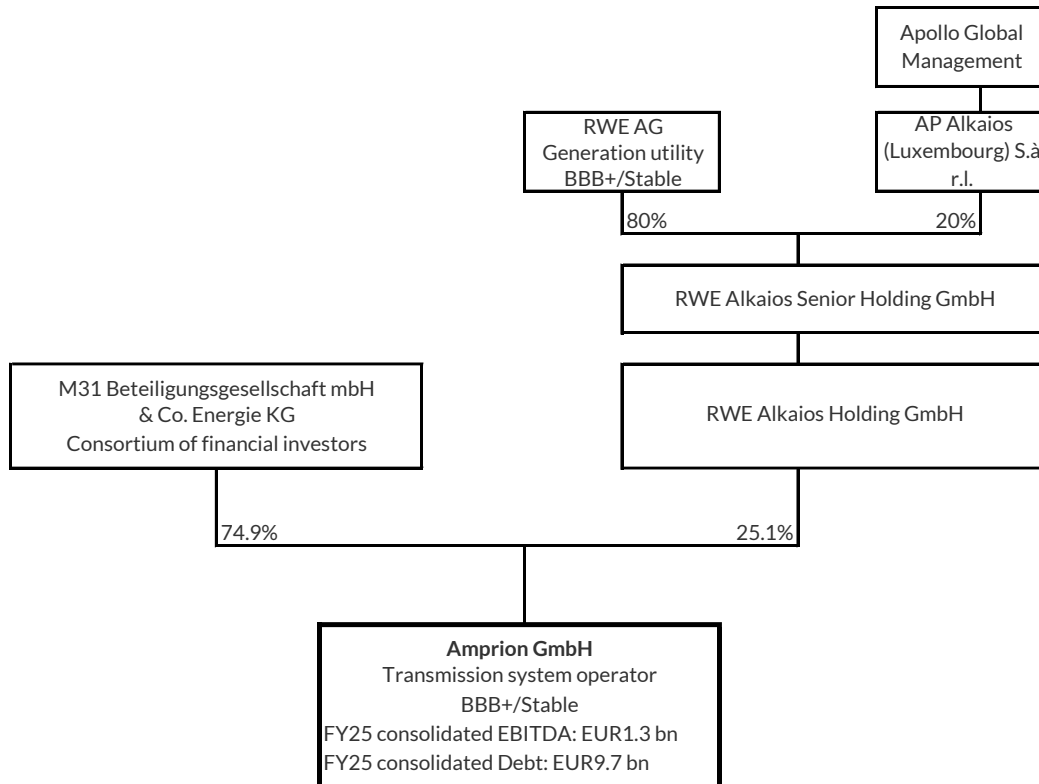 Apollo Global
Management
RWE AG
Generation utility
BBB+/Stable
AP Alkaios
(Luxembourg) S.à
r.l.
80%
20%
RWE Alkaios Senior Holding GmbH
M31 Beteiligungsgesellschaft mbH
& Co. Energie KG
Consortium of financial investors
RWE Alkaios Holding GmbH
74.9%
25.1%
Amprion GmbH
Transmission system operator
BBB+/Stable
FY25 consolidated EBITDA: EUR1.3 bn
FY25 consolidated Debt: EUR9.7 bn